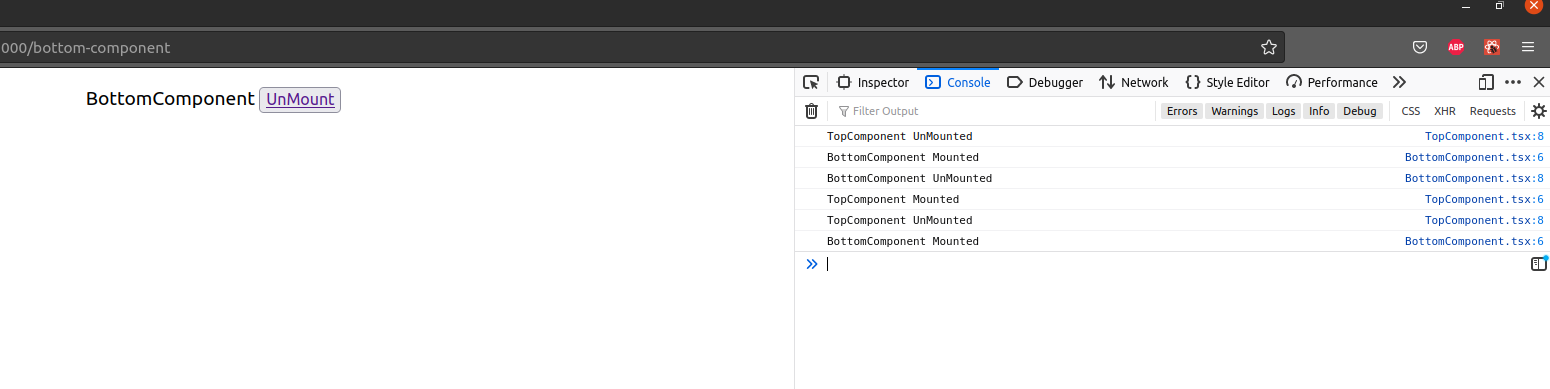 000/bottom-component
ABP
BottomComponent UnMount
Inspector Console Debugger Network Style Editor Performance
Filter Output Errors Warnings Logs Info Debug CSS XHR Requests
TopComponent UnMounted TopComponent.tsx:8
BottomComponent Mounted BottomComponent.tsx:6
BottomComponent UnMounted BottomComponent.tsx:8
TopComponent Mounted TopComponent.tsx:6
TopComponent UnMounted TopComponent.tsx:8
BottomComponent Mounted BottomComponent.tsx:6